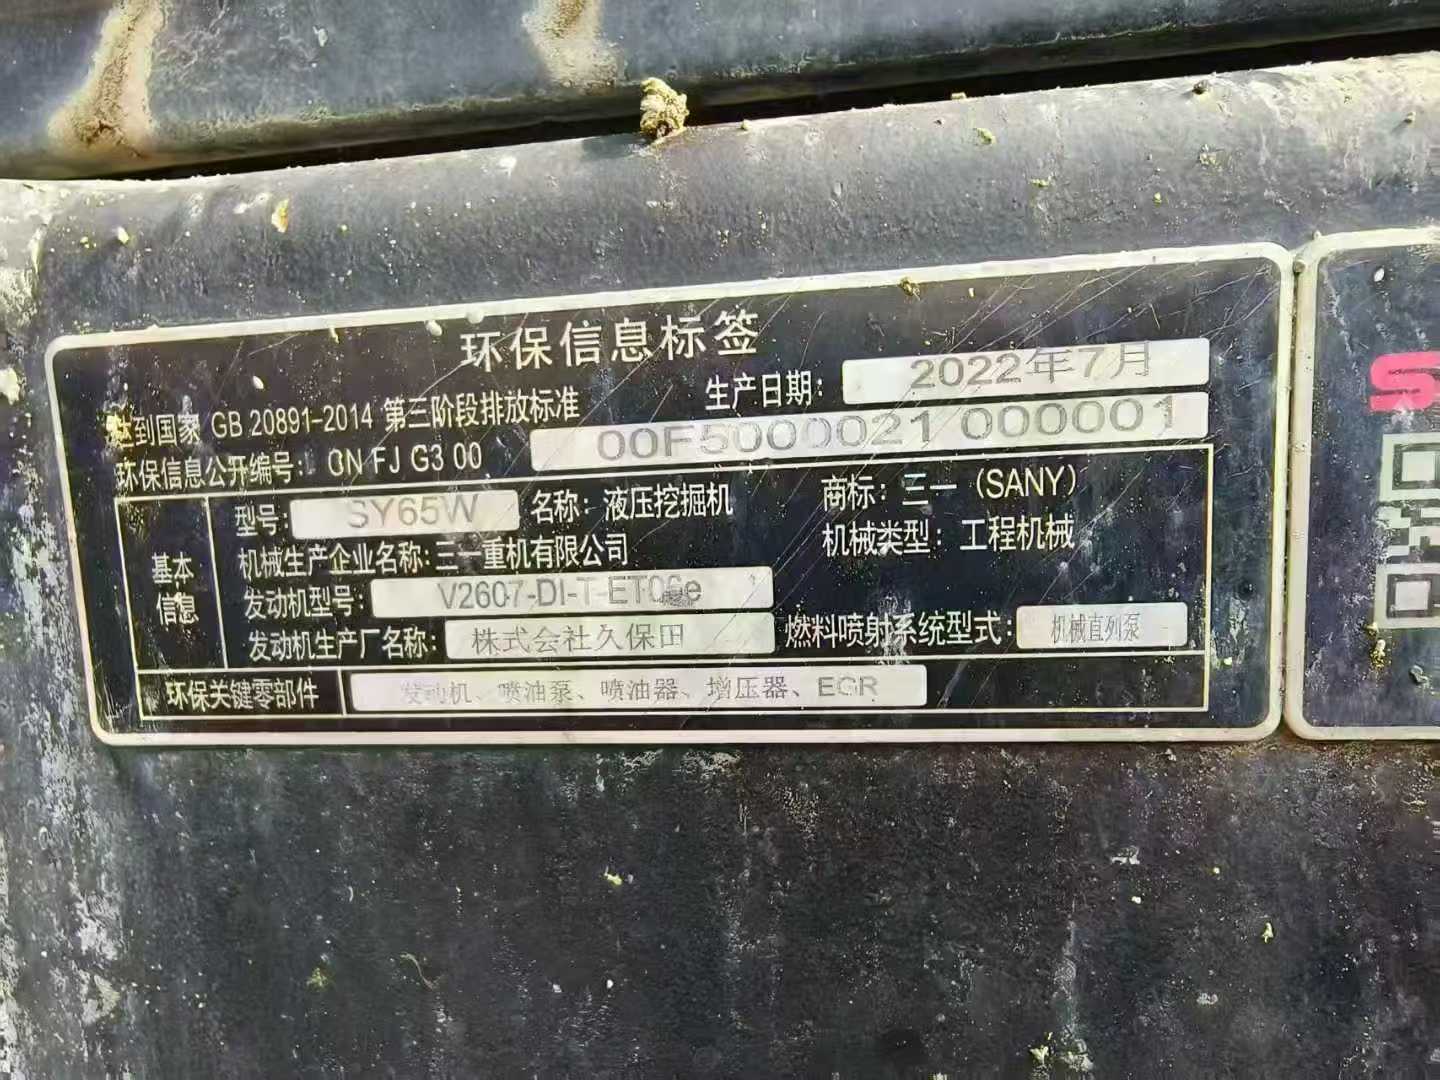 环保信息标签
达到国家 GB 20891-2014 第三阶段排放标准
生产日期: 2022年7月
环保信息公开编号: CN FJ G3 00 00F5000021 000001
基本信息
型号: SY65W 名称: 液压挖掘机 商标: 三一 (SANY)
机械生产企业名称: 三一重机有限公司 机械类型: 工程机械
发动机型号: V2607-DI-T-ET06e 1
发动机生产厂名称: 株式会社久保田 燃料喷射系统型式: 机械直列泵
环保关键零部件 发动机、喷油泵、喷油器、增压器、EGR
S